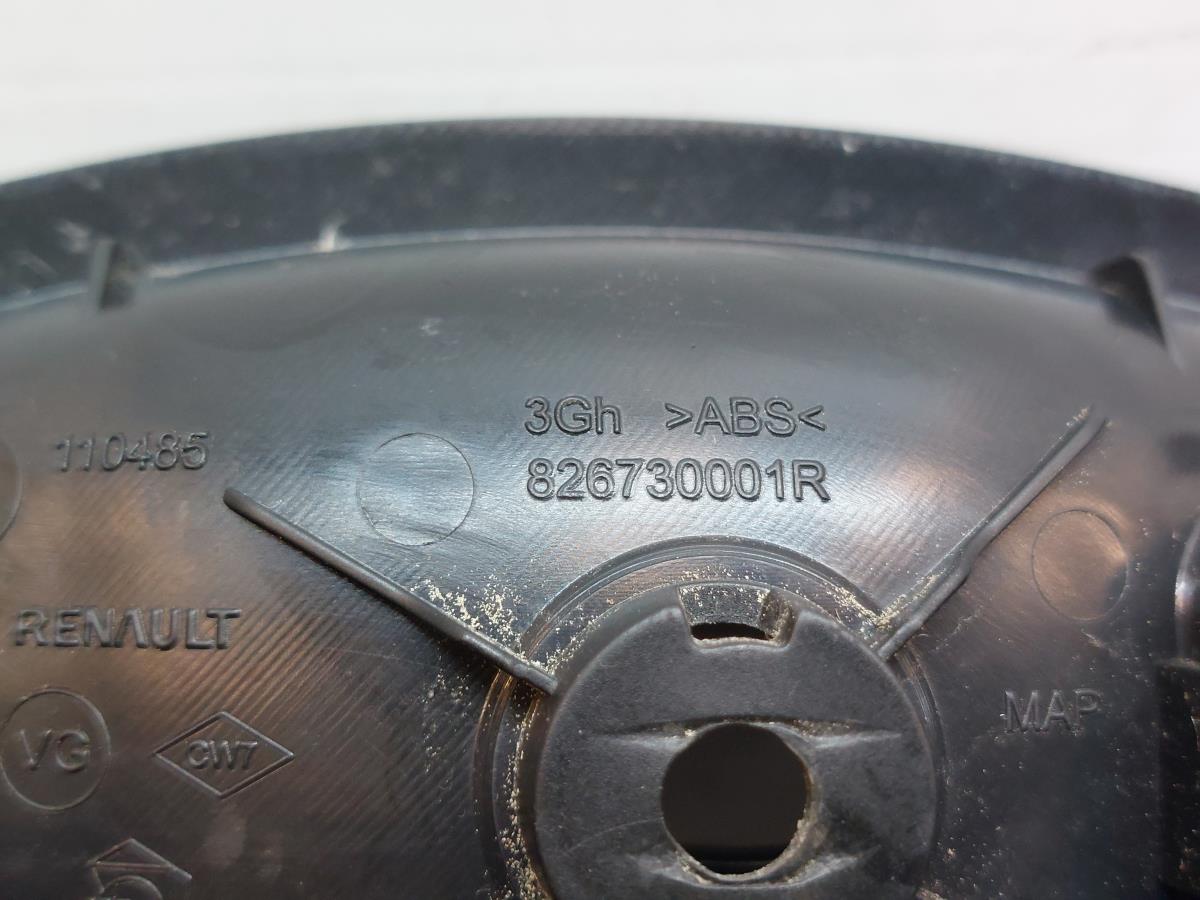 3Gh >ABS<
110485
826730001R
RENAULT
MAP
VG
CW7